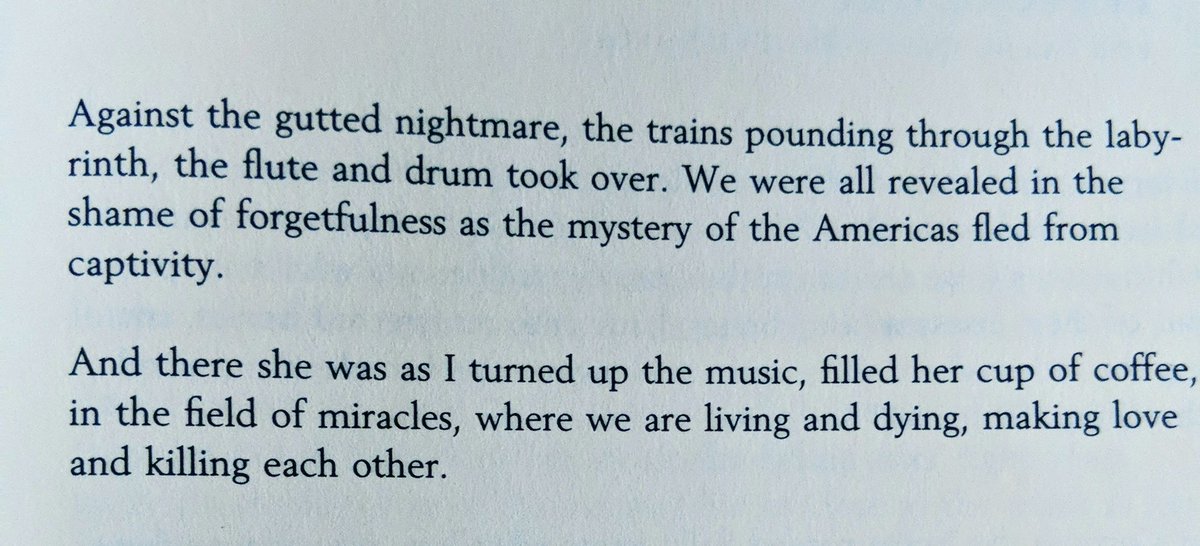 Against the gutted nightmare, the trains pounding through the laby-
rinth, the flute and drum took over. We were all revealed in the
shame of forgetfulness as the mystery of the Americas fled from
captivity.
And there she was as I turned up the music, filled her cup of coffee,
in the field of miracles, where we are living and dying, making love
and killing each other.